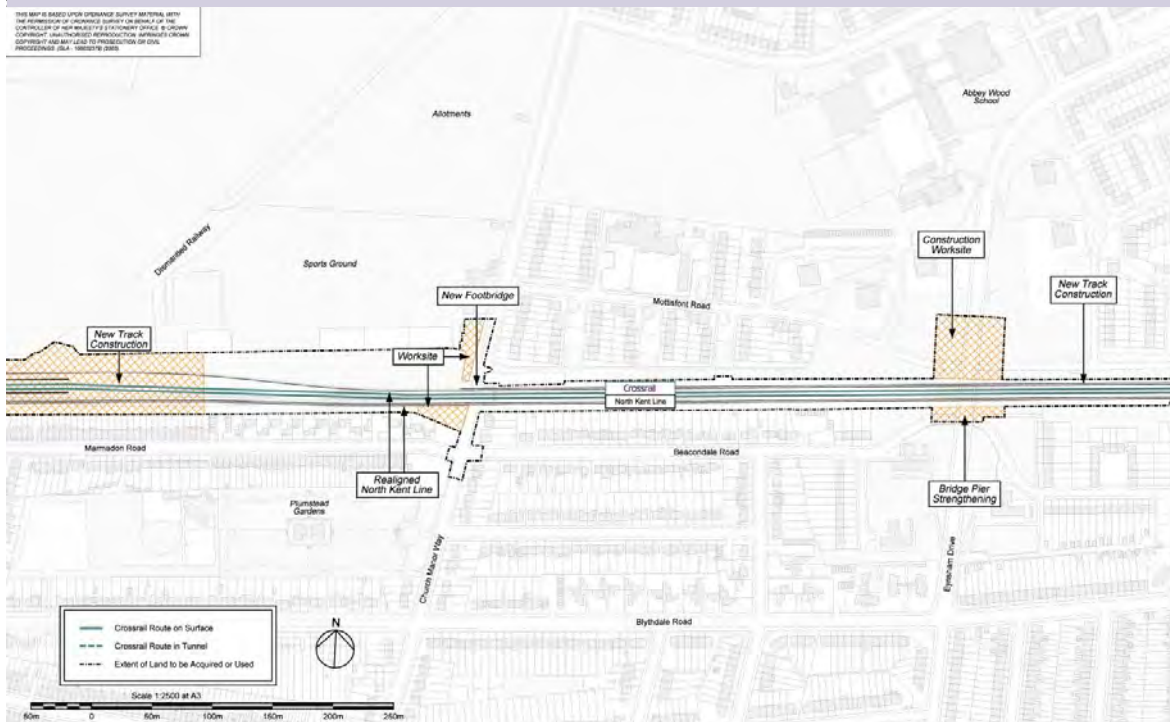 THIS MAP IS BASED UPON ORDNANCE SURVEY MATERIAL WITH
THE PERMISSION OF ORDNANCE SURVEY ON BEHALF OF THE
CONTROLLER OF HER MAJESTY'S STATIONERY OFFICE. © CROWN
COPYRIGHT. UNAUTHORISED REPRODUCTION INFRINGES CROWN
COPYRIGHT AND MAY LEAD TO PROSECUTION OR CIVIL
PROCEEDINGS.
Allotments
Abbey Wood
School
Dismantled Railway
Sports Ground
Construction
Worksite
New Footbridge
Mottisfont Road
New Track
Construction
New Track
Construction
Worksite
Crossrail
North Kent Line
Marmadon Road
Beacondale Road
Realigned
North Kent Line
Bridge Pier
Strengthening
Plumstead
Gardens
Church Manor Way
Eynsham Drive
Blythdale Road
Crossrail Route on Surface
Crossrail Route in Tunnel
Extent of Land to be Acquired or Used
N
Scale 1:2500 at A3
50m 0 50m 100m 150m 200m 250m